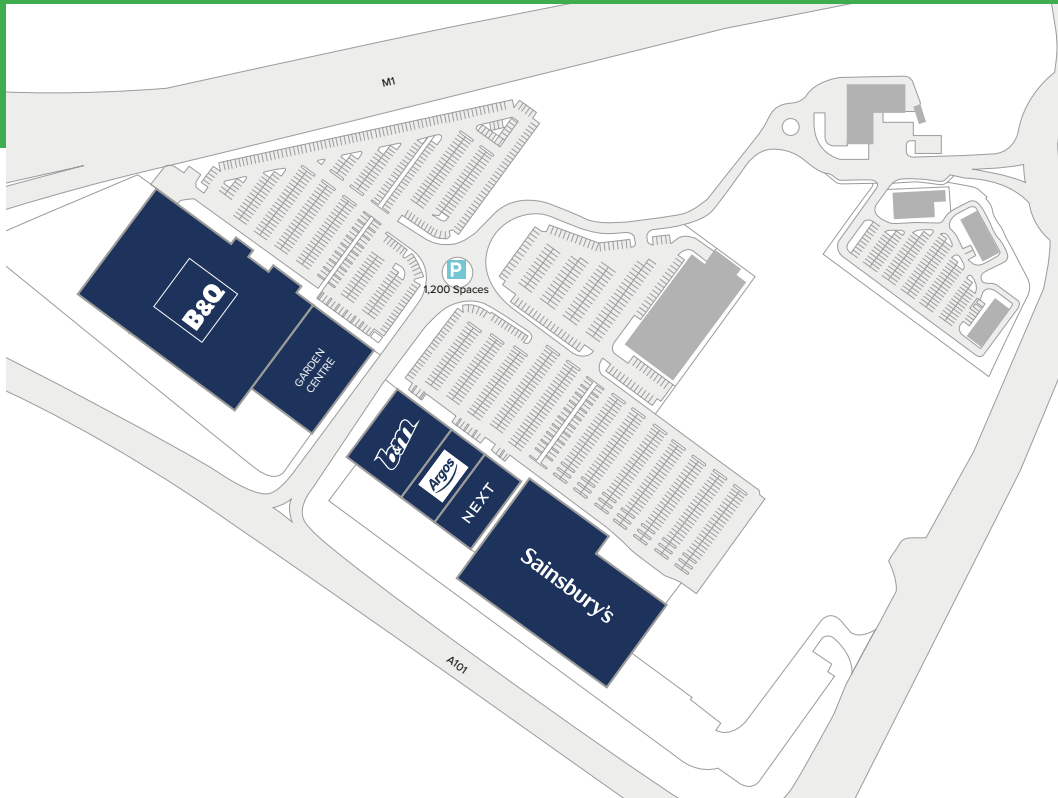 M1
P
1,200 Spaces
B&Q
GARDEN
CENTRE
b&m
Argos
NEXT
Sainsbury's
A101